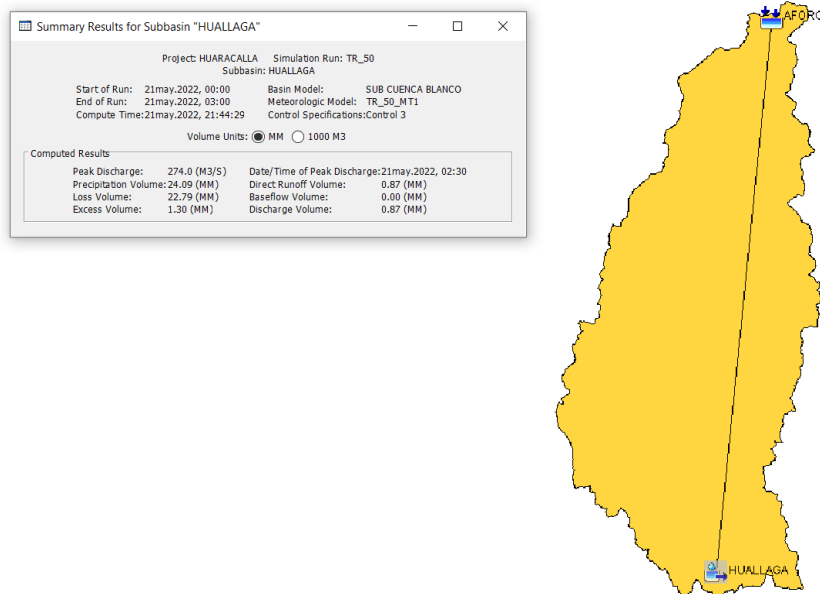 Summary Results for Subbasin "HUALLAGA"
Project: HUARACALLA Simulation Run: TR_50
Subbasin: HUALLAGA
Start of Run: 21may.2022, 00:00 Basin Model: SUB CUENCA BLANCO
End of Run: 21may.2022, 03:00 Meteorologic Model: TR_50_MT1
Compute Time:21may.2022, 21:44:29 Control Specifications:Control 3
Volume Units: MM 1000 M3
Computed Results
Peak Discharge: 274.0 (M3/S) Date/Time of Peak Discharge:21may.2022, 02:30
Precipitation Volume:24.09 (MM) Direct Runoff Volume: 0.87 (MM)
Loss Volume: 22.79 (MM) Baseflow Volume: 0.00 (MM)
Excess Volume: 1.30 (MM) Discharge Volume: 0.87 (MM)
HUALLAGA